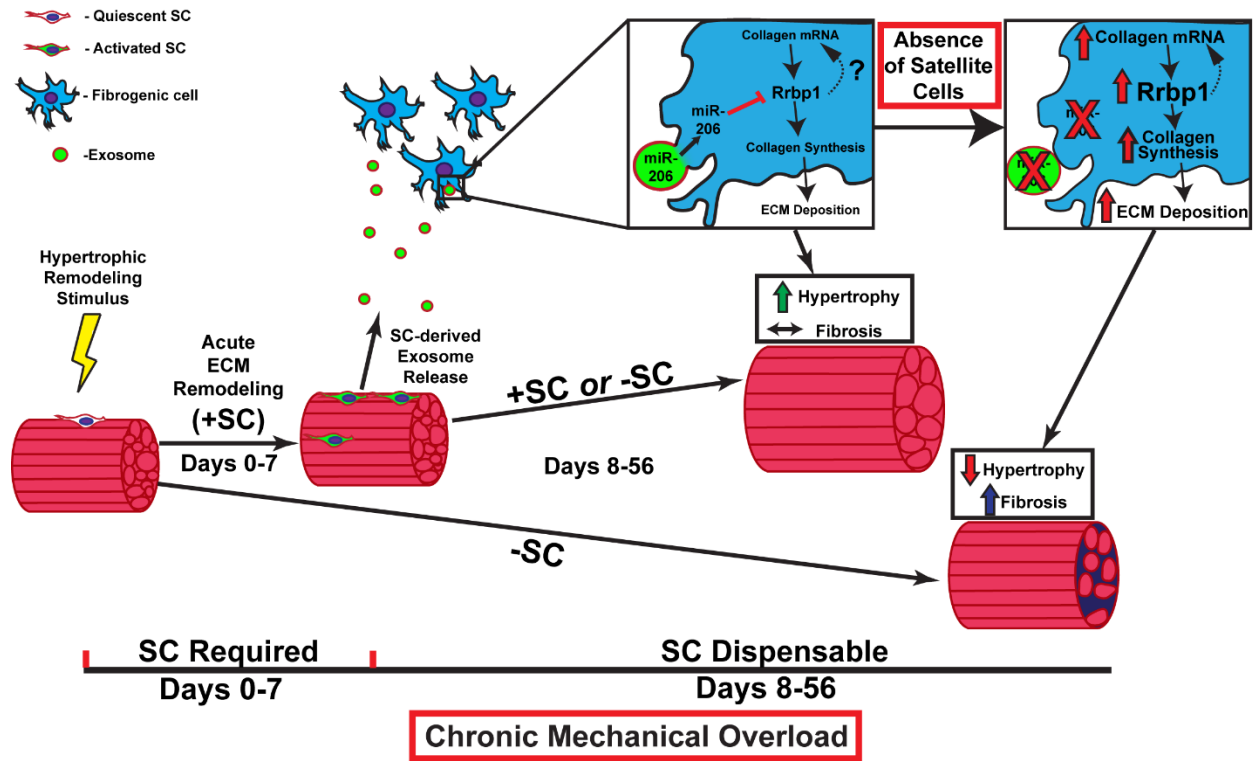 - Quiescent SC
- Activated SC
- Fibrogenic cell
-Exosome
Hypertrophic
Remodeling
Stimulus
Acute
ECM
Remodeling
(+SC)
Days 0-7
SC-derived
Exosome
Release
+SC or -SC
Days 8-56
-SC
Collagen mRNA
?
Rrbp1
miR-
206
miR-
206
Collagen Synthesis
ECM Deposition
Absence
of Satellite
Cells
Collagen mRNA
Rrbp1
Collagen
Synthesis
ECM Deposition
Hypertrophy
Fibrosis
Hypertrophy
Fibrosis
SC Required
Days 0-7
SC Dispensable
Days 8-56
Chronic Mechanical Overload